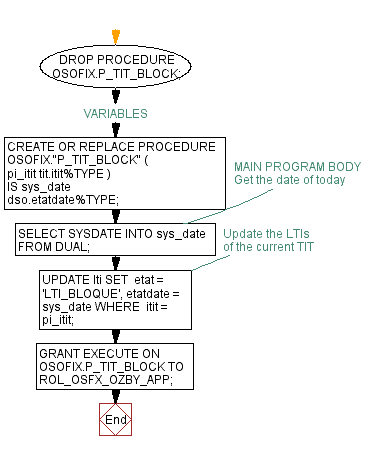 DROP PROCEDURE
OSOFIX.P_TIT_BLOCK;
VARIABLES
CREATE OR REPLACE PROCEDURE
OSOFIX."P_TIT_BLOCK" (
pi_itit tit.itit%TYPE )
IS sys_date
dso.etatdate%TYPE;
MAIN PROGRAM BODY
Get the date of today
SELECT SYSDATE INTO sys_date
FROM DUAL;
Update the LTIs
of the current TIT
UPDATE lti SET etat =
'LTI_BLOQUE', etatdate =
sys_date WHERE itit =
pi_itit;
GRANT EXECUTE ON
OSOFIX.P_TIT_BLOCK TO
ROL_OSFX_OZBY_APP;
End